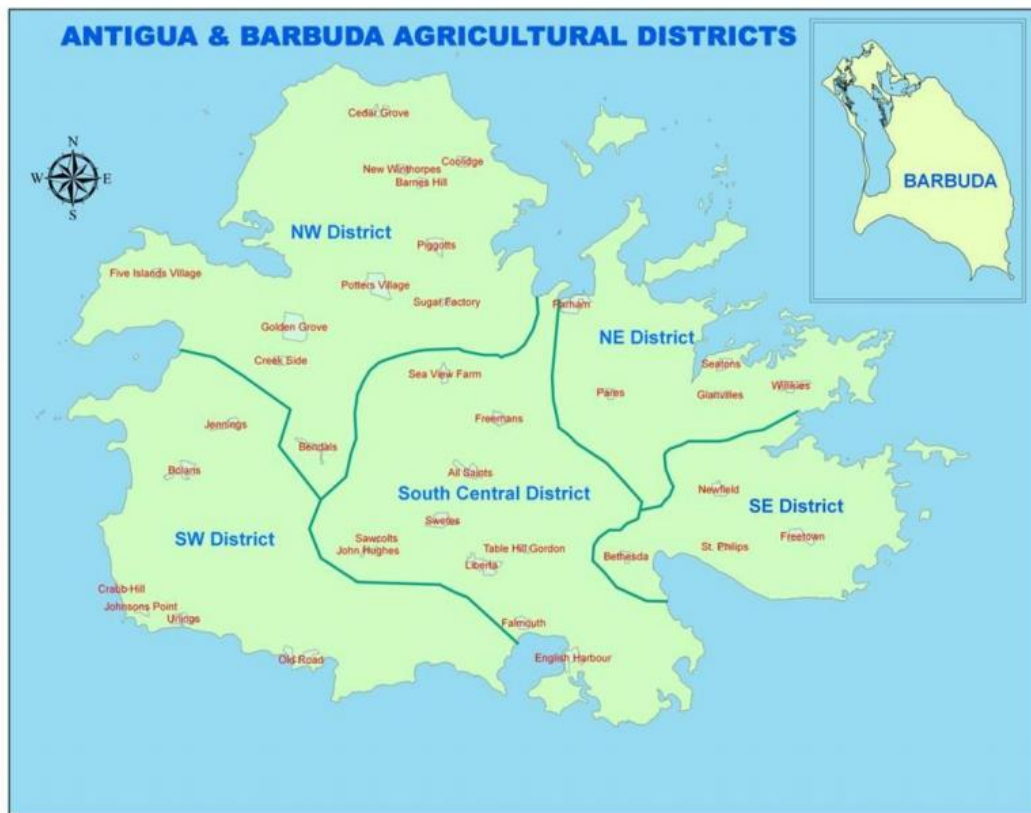 ANTIGUA & BARBUDA AGRICULTURAL DISTRICTS
N
W
E
S
BARBUDA
Cedar Grove
Coolidge
New Winthorpes
Barnes Hill
NW District
Piggotts
Five Islands Village
Potters Village
Sugar Factory
Parham
Golden Grove
NE District
Creek Side
Sea View Farm
Seatons
Willikies
Pares
Glanvilles
Jennings
Freemans
Bendals
Bolans
All Saints
South Central District
Newfield
SE District
Swetes
SW District
Sawcolts
John Hughes
Table Hill Gordon
St. Philips
Freetown
Liberta
Bethesda
Crabb Hill
Johnsons Point
Urlings
Falmouth
Old Road
English Harbour